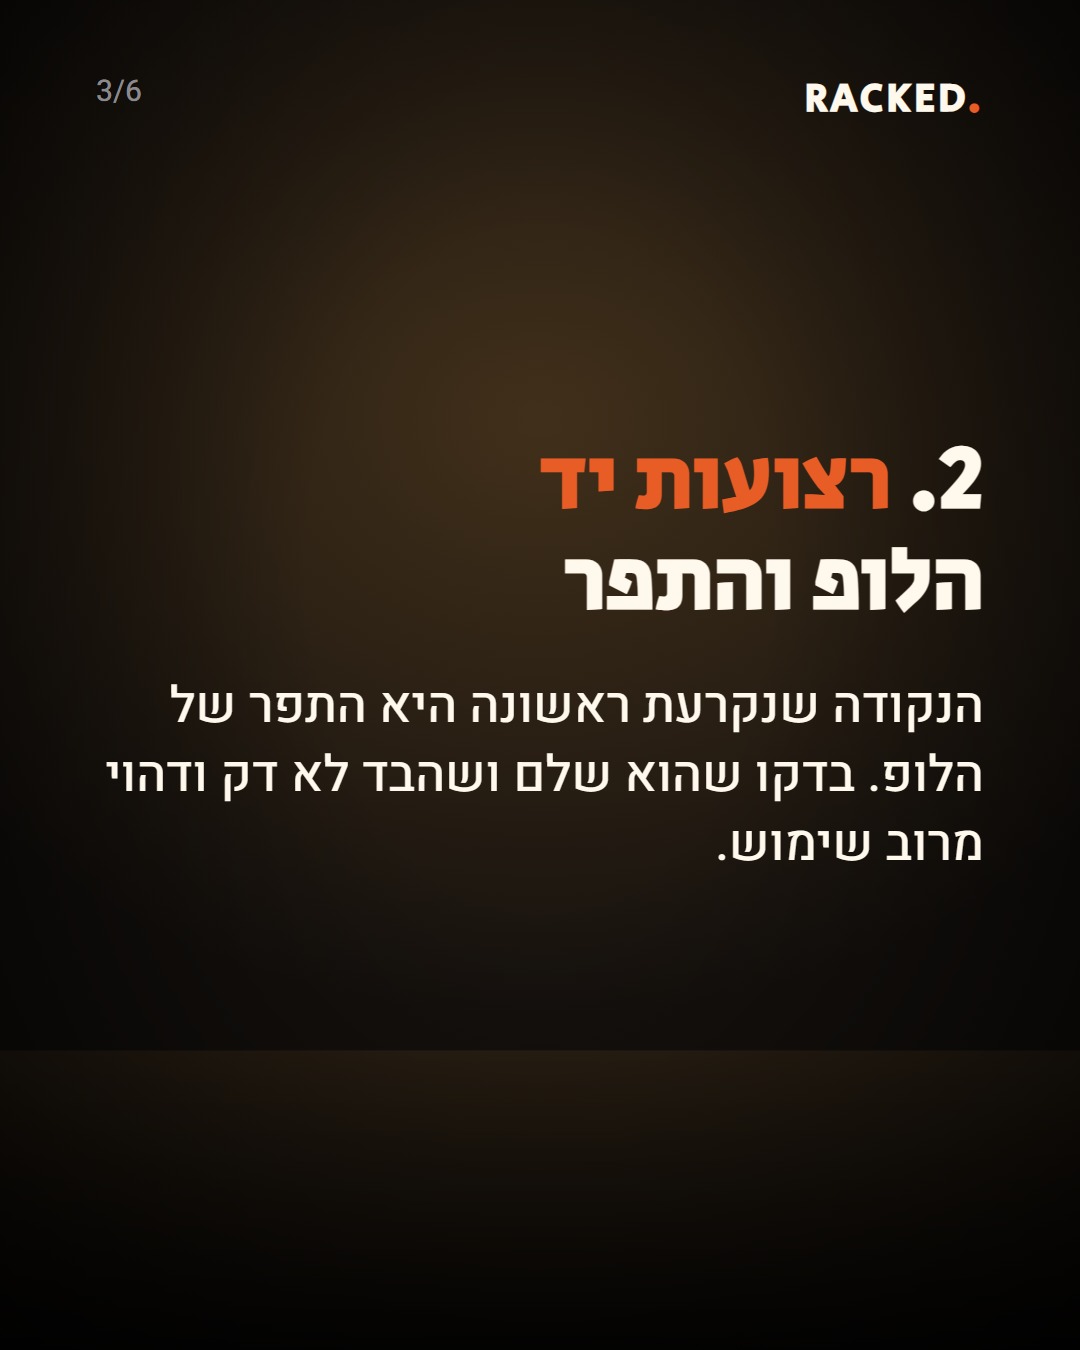 RACKED.
3/6
2. רצועות יד
הלופ והתפר
הנקודה שנקרעת ראשונה היא התפר של
הלופ. בדקו שהוא שלם ושהבד לא דק ודהוי
מרוב שימוש.